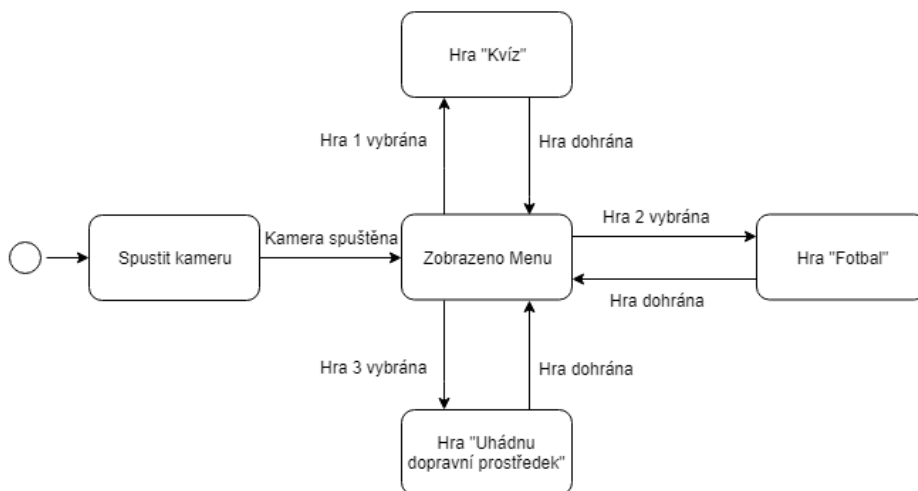 Hra "Kvíz"
Hra 1 vybrána
Hra dohrána
Spustit kameru
Kamera spuštěna
Zobrazeno Menu
Hra 2 vybrána
Hra dohrána
Hra "Fotbal"
Hra 3 vybrána
Hra dohrána
Hra "Uhádnu
dopravní prostředek"